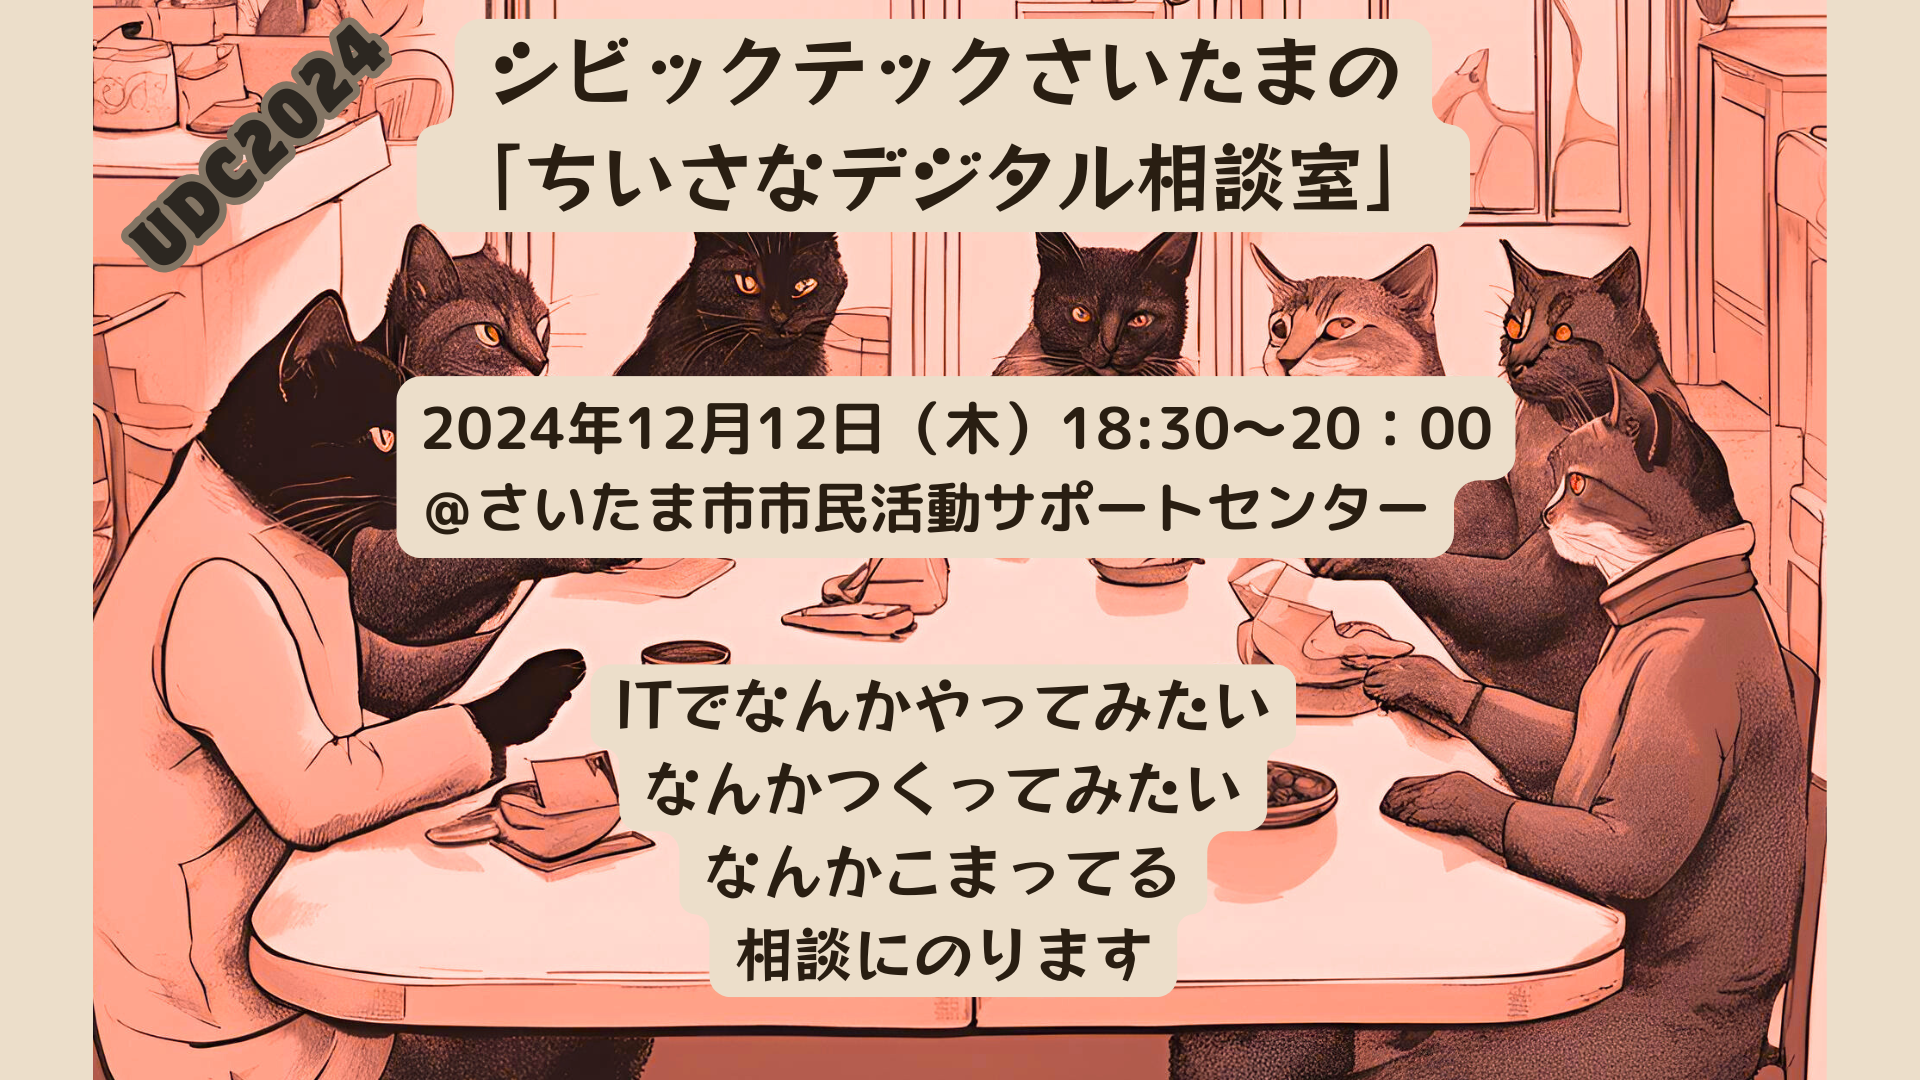 UDC2024
シビックテックさいたまの
「ちいさなデジタル相談室」
2024年12月12日（木）18:30〜20：00
@さいたま市市民活動サポートセンター
ITでなんかやってみたい
なんかつくってみたい
なんかこまってる
相談にのります